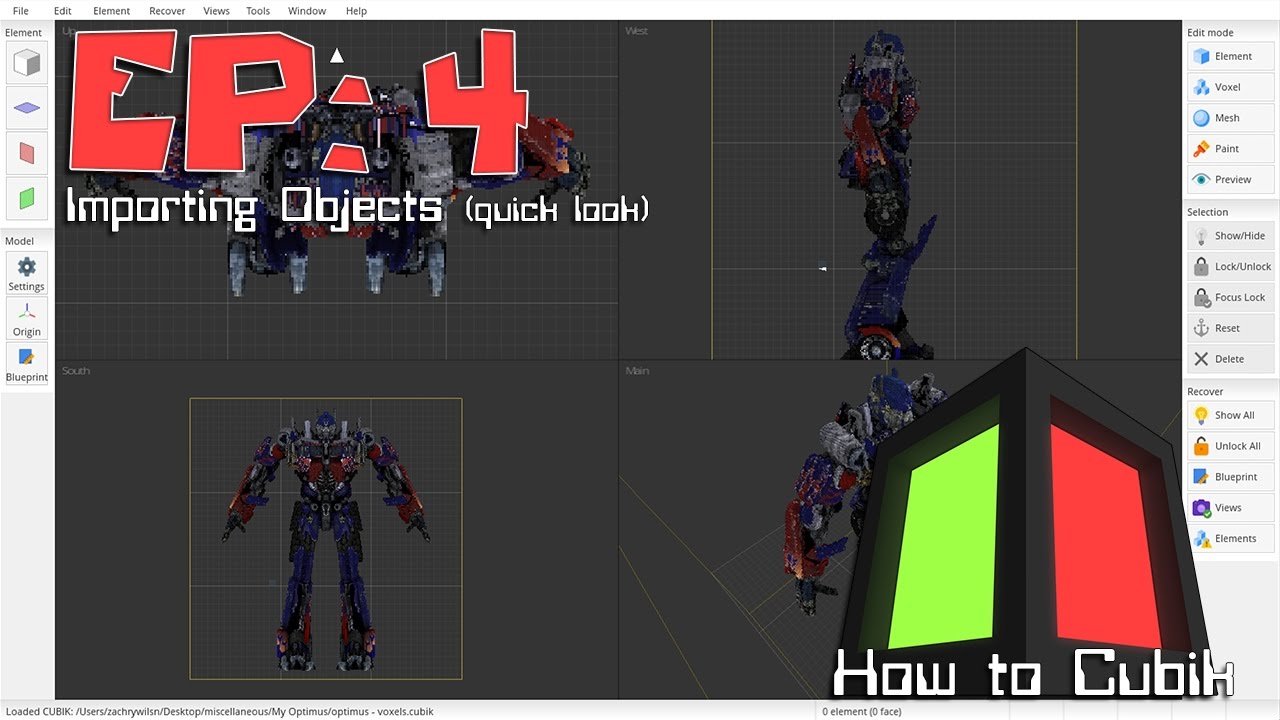 File Edit Element Recover Views Tools Window Help
Element
Up
West
Edit mode
EP:4
Importing Objects (quick look)
Element
Voxel
Mesh
Paint
Preview
Selection
Show/Hide
Lock/Unlock
Focus Lock
Reset
Delete
Model
Settings
Origin
Blueprint
South
Main
Recover
Show All
Unlock All
Blueprint
Views
Elements
How to Cubik
Loaded CUBIK: /Users/zachrywilsn/Desktop/miscellaneous/My Optimus/optimus - voxels.cubik
0 element (0 face)